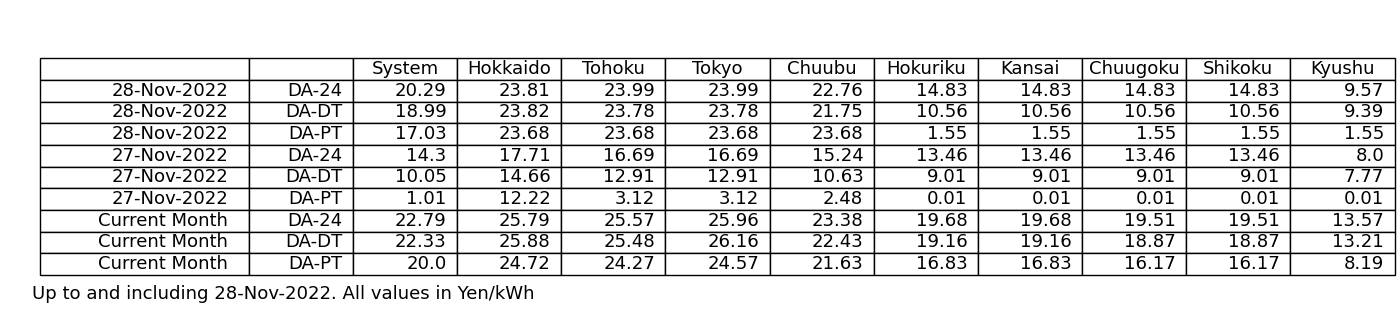 System Hokkaido Tohoku Tokyo Chuubu Hokuriku Kansai Chuugoku Shikoku Kyushu
28-Nov-2022 DA-24 20.29 23.81 23.99 23.99 22.76 14.83 14.83 14.83 14.83 9.57
28-Nov-2022 DA-DT 18.99 23.82 23.78 23.78 21.75 10.56 10.56 10.56 10.56 9.39
28-Nov-2022 DA-PT 17.03 23.68 23.68 23.68 23.68 1.55 1.55 1.55 1.55 1.55
27-Nov-2022 DA-24 14.3 17.71 16.69 16.69 15.24 13.46 13.46 13.46 13.46 8.0
27-Nov-2022 DA-DT 10.05 14.66 12.91 12.91 10.63 9.01 9.01 9.01 9.01 7.77
27-Nov-2022 DA-PT 1.01 12.22 3.12 3.12 2.48 0.01 0.01 0.01 0.01 0.01
Current Month DA-24 22.79 25.79 25.57 25.96 23.38 19.68 19.68 19.51 19.51 13.57
Current Month DA-DT 22.33 25.88 25.48 26.16 22.43 19.16 19.16 18.87 18.87 13.21
Current Month DA-PT 20.0 24.72 24.27 24.57 21.63 16.83 16.83 16.17 16.17 8.19
Up to and including 28-Nov-2022. All values in Yen/kWh